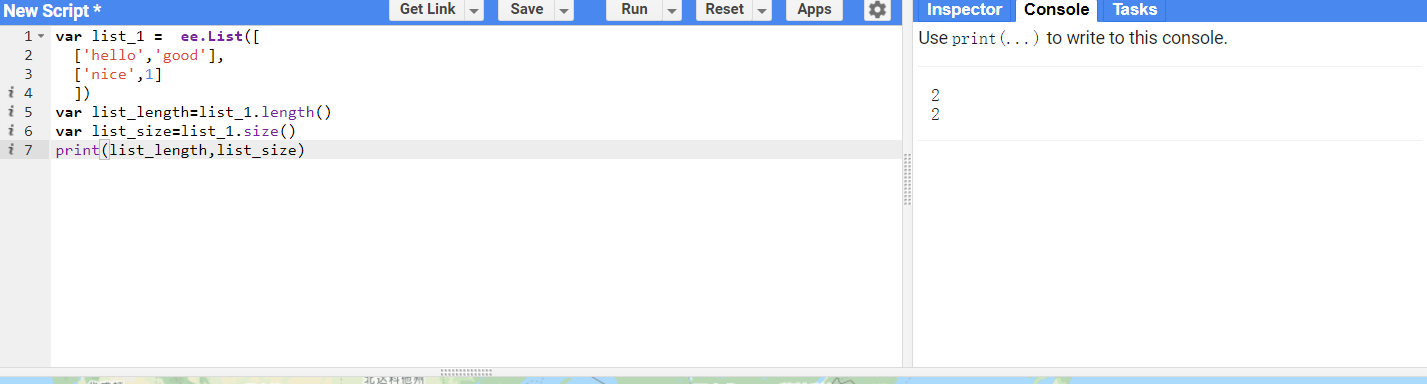 New Script *
Get Link
Save
Run
Reset
Apps
Inspector
Console
Tasks
1 var list_1 =  ee.List([
2 ['hello','good'],
3 ['nice',1]
i 4 ])
i 5 var list_length=list_1.length()
i 6 var list_size=list_1.size()
i 7 print(list_length,list_size)
Use print(...) to write to this console.
2
2
北达科他州